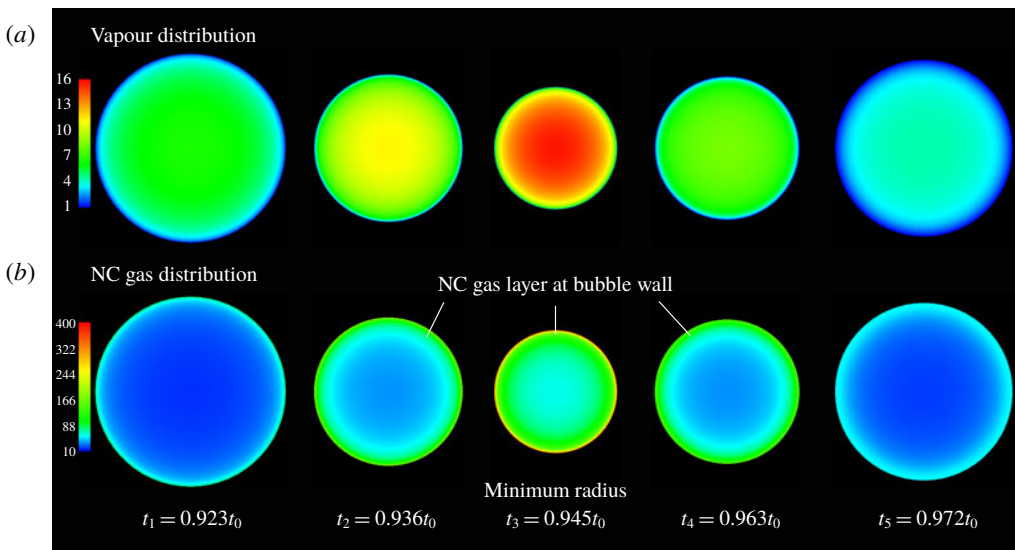 (a)
Vapour distribution
16
13
10
7
4
1
(b)
NC gas distribution
NC gas layer at bubble wall
400
322
244
166
88
10
Minimum radius
t₁ = 0.923t₀
t₂ = 0.936t₀
t₃ = 0.945t₀
t₄ = 0.963t₀
t₅ = 0.972t₀